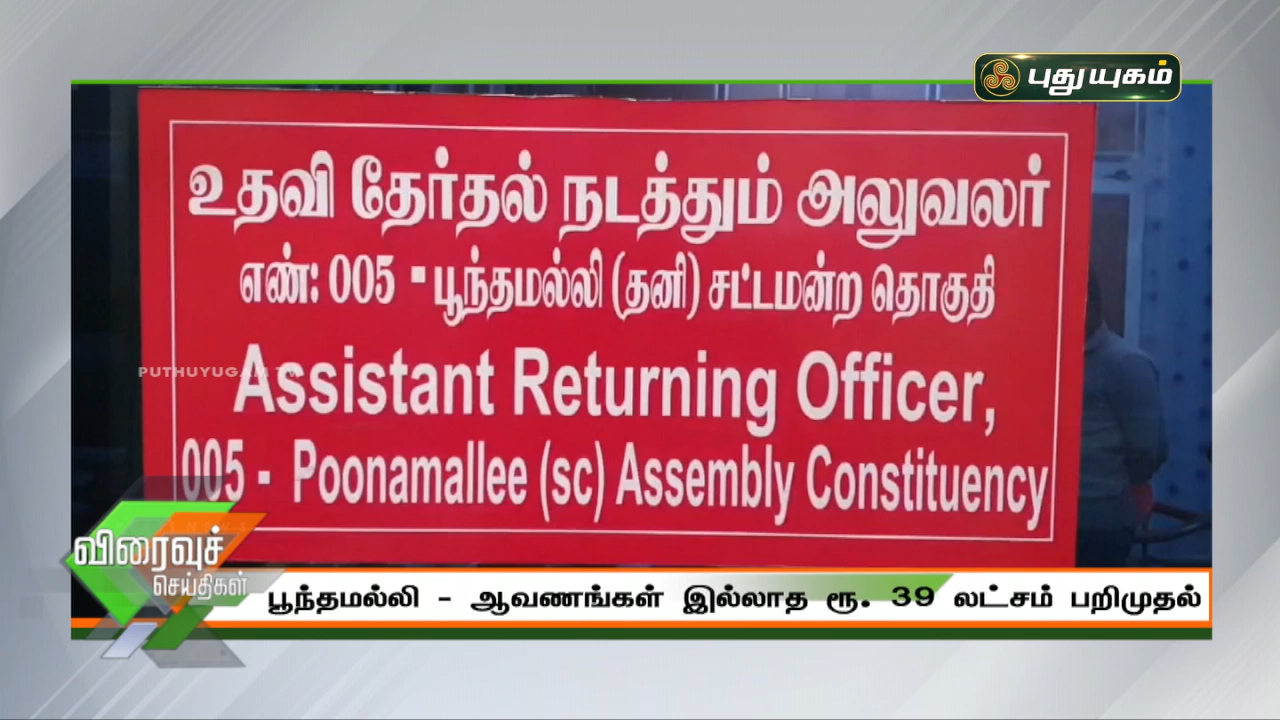 புதுயுகம்
உதவி தேர்தல் நடத்தும் அலுவலர்
எண்: 005 - பூந்தமல்லி (தனி) சட்டமன்ற தொகுதி
PUTHUYUGAM TV
Assistant Returning Officer,
005 - Poonamallee (sc) Assembly Constituency
விரைவுச்
செய்திகள்
பூந்தமல்லி - ஆவணங்கள் இல்லாத ரூ. 39 லட்சம் பறிமுதல்